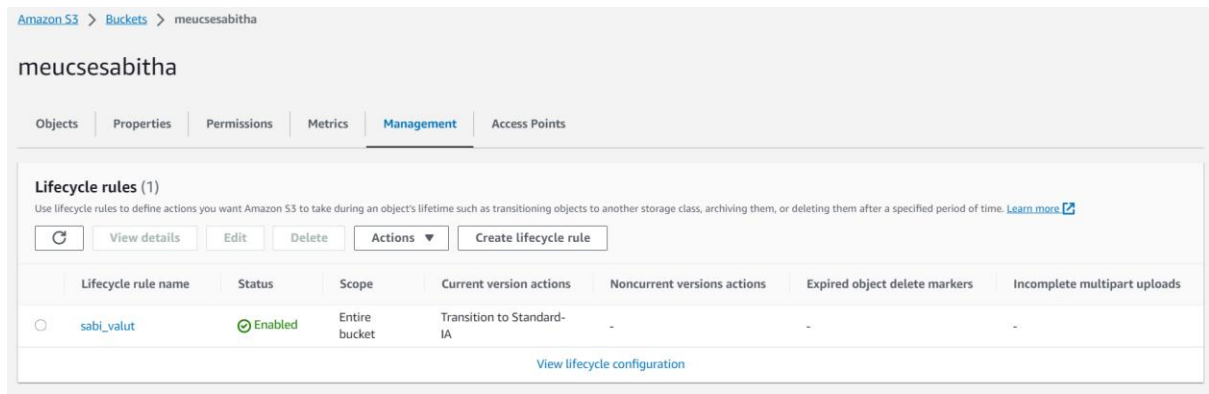 Amazon S3 > Buckets > meucsesabitha
meucsesabitha
Objects Properties Permissions Metrics Management Access Points
Lifecycle rules (1)
Use lifecycle rules to define actions you want Amazon S3 to take during an object's lifetime such as transitioning objects to another storage class, archiving them, or deleting them after a specified period of time. Learn more
View details Edit Delete Actions ▼ Create lifecycle rule
Lifecycle rule name Status Scope Current version actions Noncurrent versions actions Expired object delete markers Incomplete multipart uploads
sabi_valut Enabled Entire bucket Transition to Standard-IA - - -
View lifecycle configuration